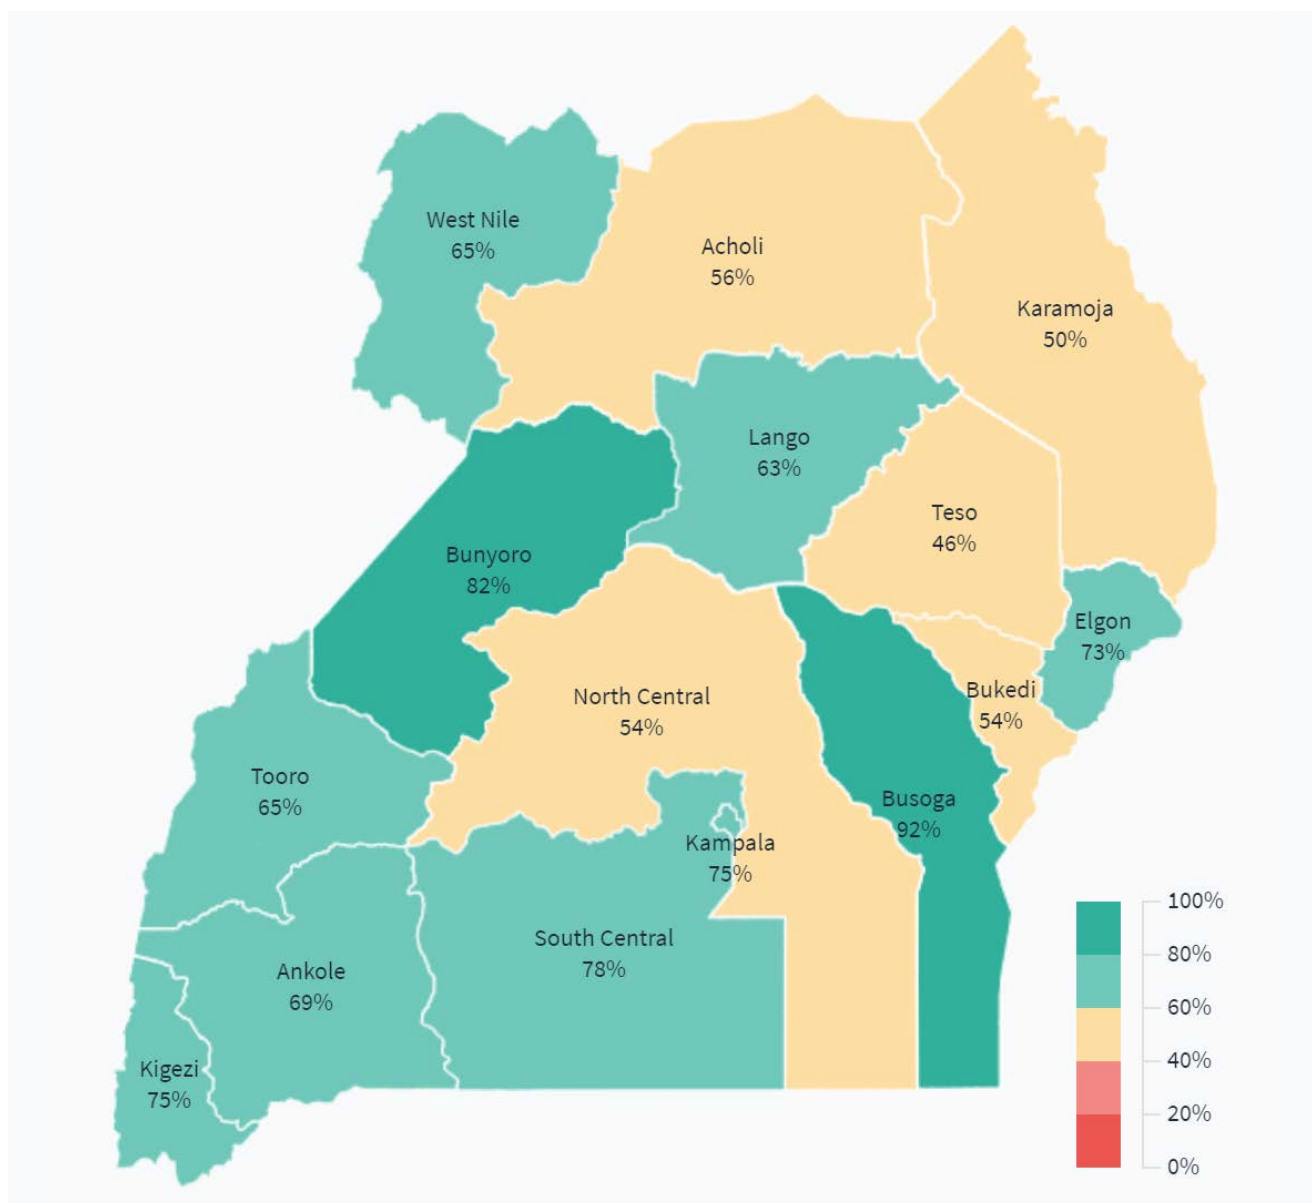 West Nile
65%
Acholi
56%
Karamoja
50%
Lango
63%
Teso
46%
Bunyoro
82%
Elgon
73%
North Central
54%
Bukedi
54%
Tooro
65%
Busoga
92%
Kampala
75%
South Central
78%
Ankole
69%
Kigezi
75%
100%
80%
60%
40%
20%
0%